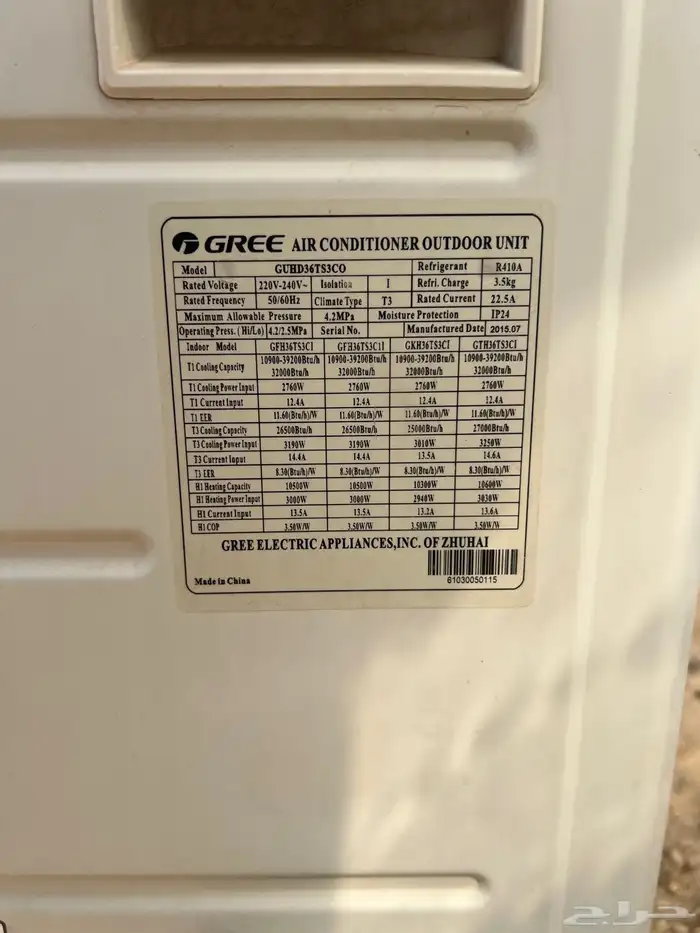 GREE AIR CONDITIONER OUTDOOR UNIT
Model GUHD36TS3CO Refrigerant R410A
Rated Voltage 220V-240V~ Isolation I Refri. Charge 3.5kg
Rated Frequency 50/60Hz Climate Type T3 Rated Current 22.5A
Maximum Allowable Pressure 4.2MPa Moisture Protection IP24
Operating Press. (Hi/Lo) 4.2/2.5MPa Serial No. Manufactured Date 2015.07
Indoor Model GFH36TS3CI GFH36TS3C1I GKH36TS3CI GTH36TS3CI
T1 Cooling Capacity 10900-39200Btu/h 10900-39200Btu/h 10900-39200Btu/h 10900-39200Btu/h
32000Btu/h 32000Btu/h 32000Btu/h 32000Btu/h
T1 Cooling Power Input 2760W 2760W 2760W 2760W
T1 Current Input 12.4A 12.4A 12.4A 12.4A
T1 EER 11.60(Btu/h)/W 11.60(Btu/h)/W 11.60(Btu/h)/W 11.60(Btu/h)/W
T3 Cooling Capacity 26500Btu/h 26500Btu/h 25000Btu/h 27000Btu/h
T3 Cooling Power Input 3190W 3190W 3010W 3250W
T3 Current Input 14.4A 14.4A 13.5A 14.6A
T3 EER 8.30(Btu/h)/W 8.30(Btu/h)/W 8.30(Btu/h)/W 8.30(Btu/h)/W
H1 Heating Capacity 10500W 10500W 10300W 10600W
H1 Heating Power Input 3000W 3000W 2940W 3030W
H1 Current Input 13.5A 13.5A 13.2A 13.6A
H1 COP 3.50W/W 3.50W/W 3.50W/W 3.50W/W
GREE ELECTRIC APPLIANCES,INC. OF ZHUHAI
Made in China 61030050115
حراج